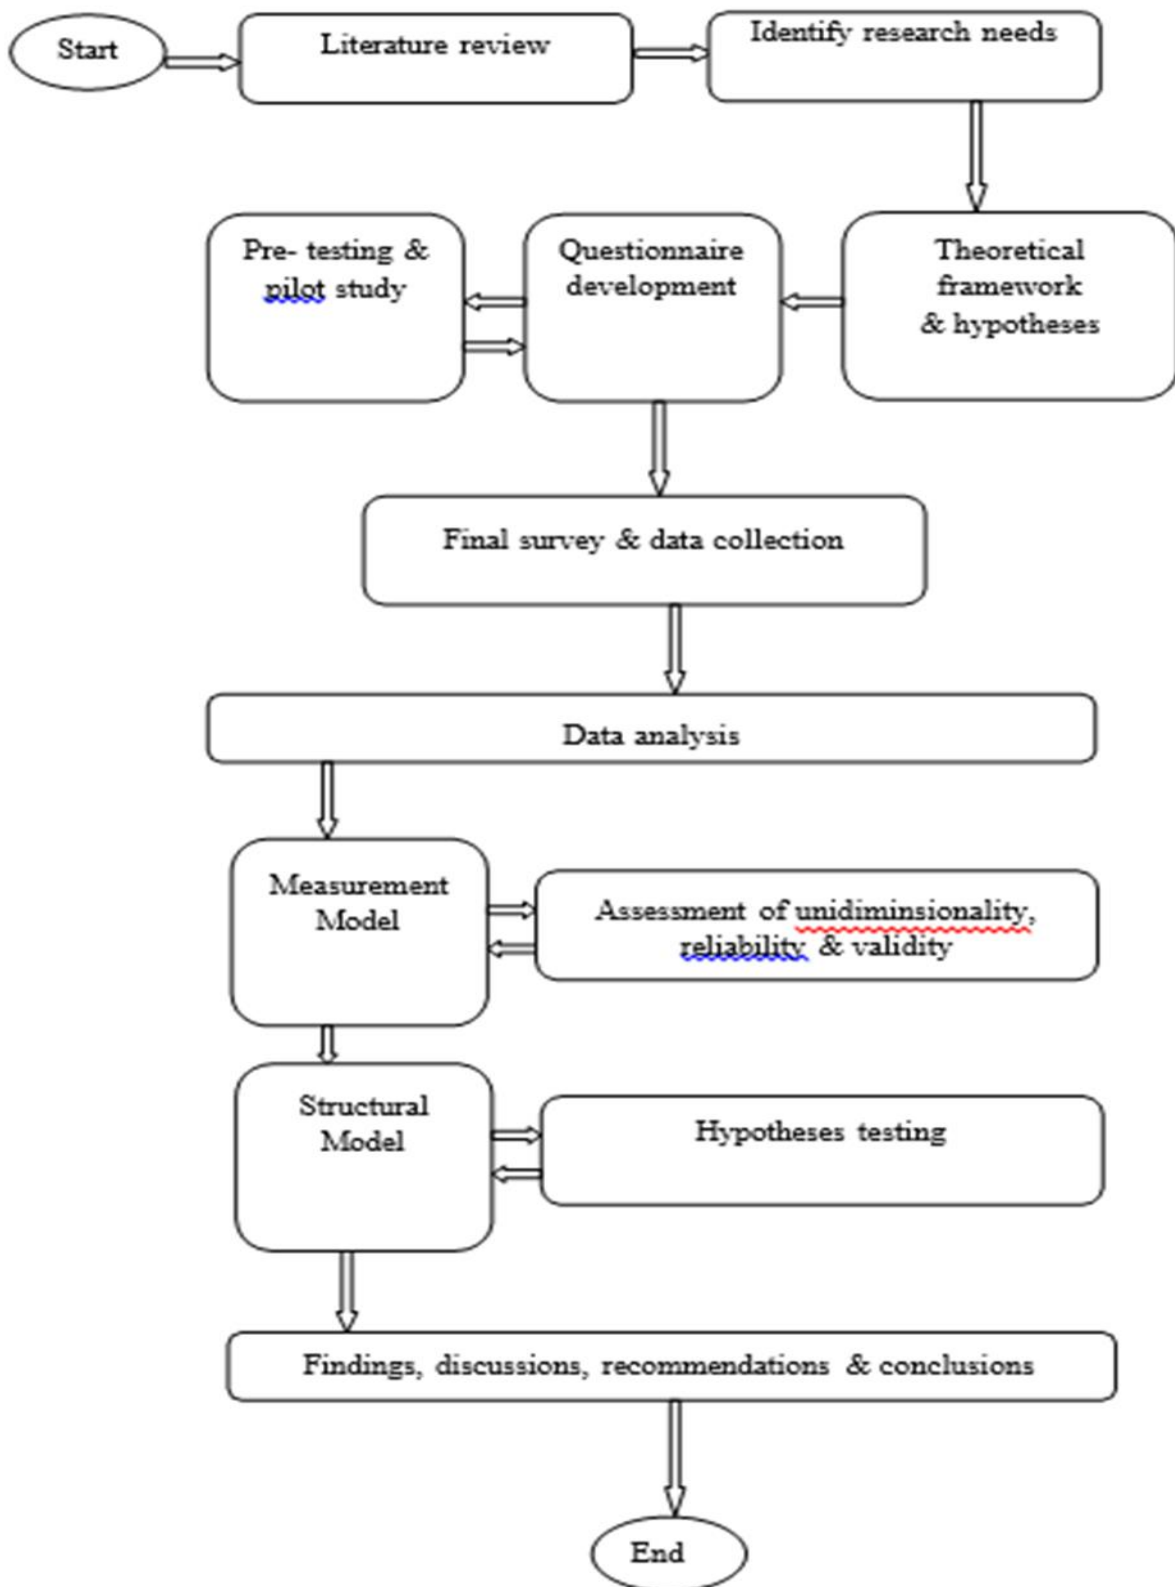 Start
Literature review
Identify research needs
Pre- testing &
pilot study
Questionnaire
development
Theoretical
framework
& hypotheses
Final survey & data collection
Data analysis
Measurement
Model
Assessment of unidiminsionality,
reliability & validity
Structural
Model
Hypotheses testing
Findings, discussions, recommendations & conclusions
End